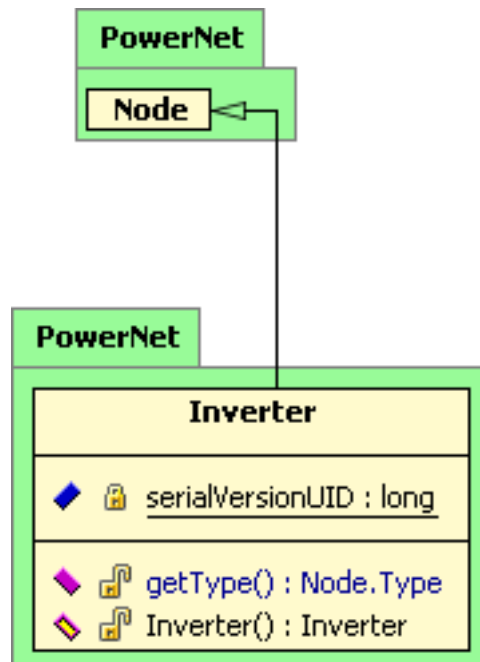 PowerNet
Node
PowerNet
Inverter
serialVersionUID : long
getType() : Node.Type
Inverter() : Inverter